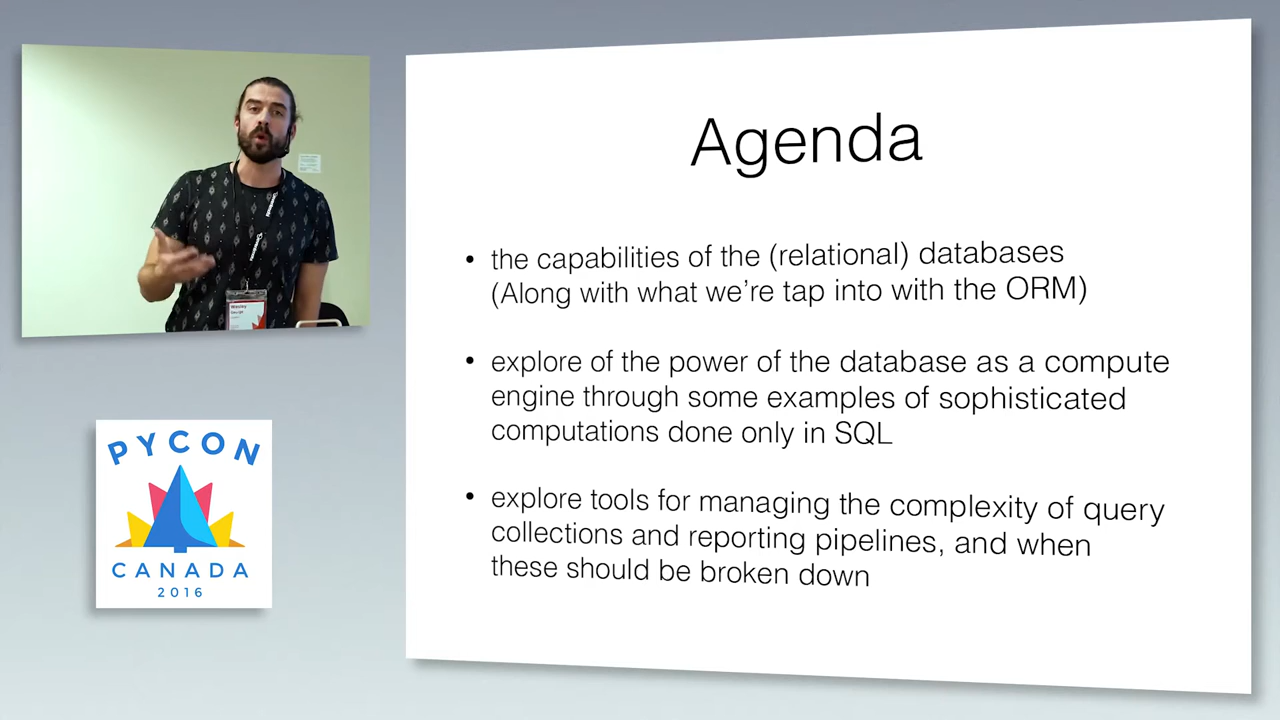 Agenda
• the capabilities of the (relational) databases
(Along with what we're tap into with the ORM)
• explore of the power of the database as a compute
engine through some examples of sophisticated
computations done only in SQL
• explore tools for managing the complexity of query
collections and reporting pipelines, and when
these should be broken down
PYCON
CANADA
2016